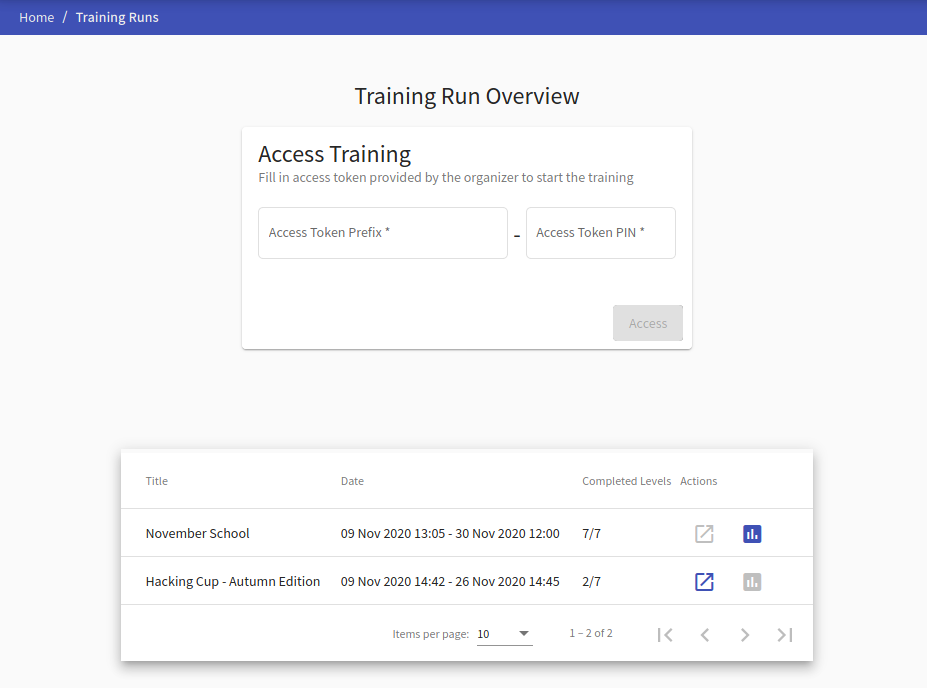 Home / Training Runs
Training Run Overview
Access Training
Fill in access token provided by the organizer to start the training
Access Token Prefix * - Access Token PIN *
Access
Title Date Completed Levels Actions
November School 09 Nov 2020 13:05 - 30 Nov 2020 12:00 7/7
Hacking Cup - Autumn Edition 09 Nov 2020 14:42 - 26 Nov 2020 14:45 2/7
Items per page: 10 1 – 2 of 2